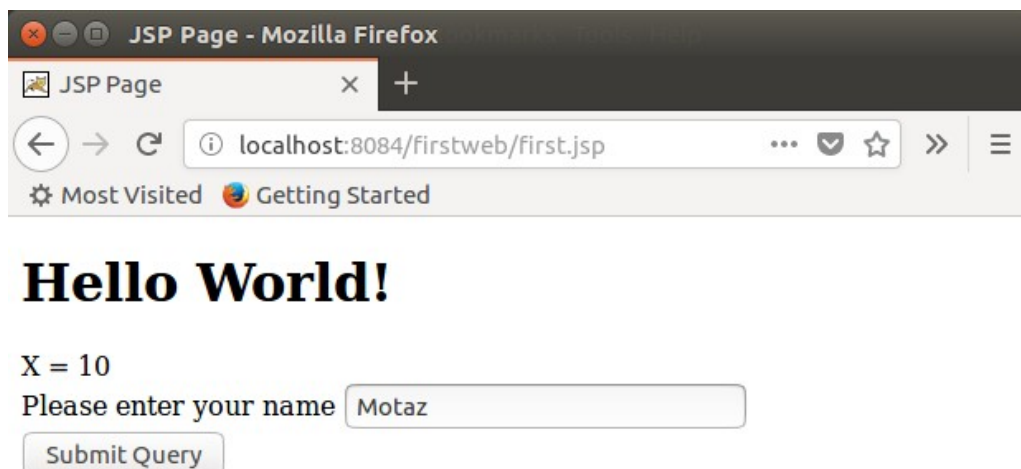 JSP Page - Mozilla Firefox
JSP Page
localhost:8084/firstweb/first.jsp
Most Visited Getting Started
Hello World!
X = 10
Please enter your name Motaz
Submit Query